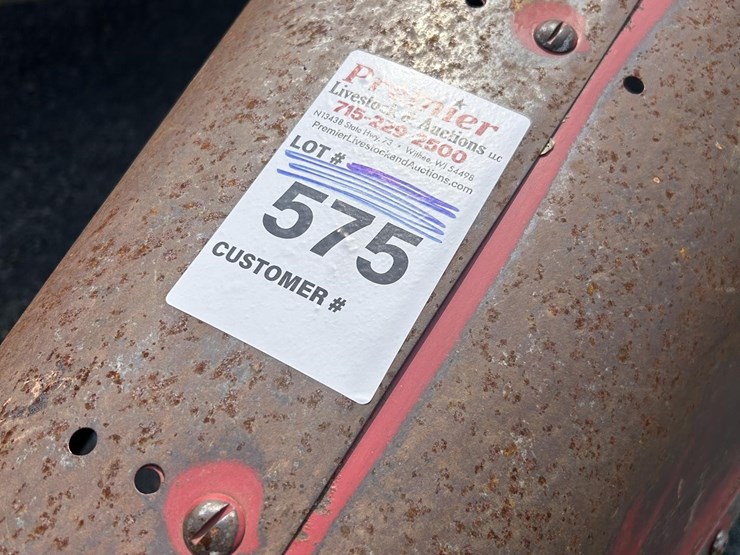 Premier
Livestock & Auctions LLC
715-229-2500
N13438 State Hwy. 73 • Withee, WI 54498
PremierLivestockandAuctions.com
LOT #
575
CUSTOMER #